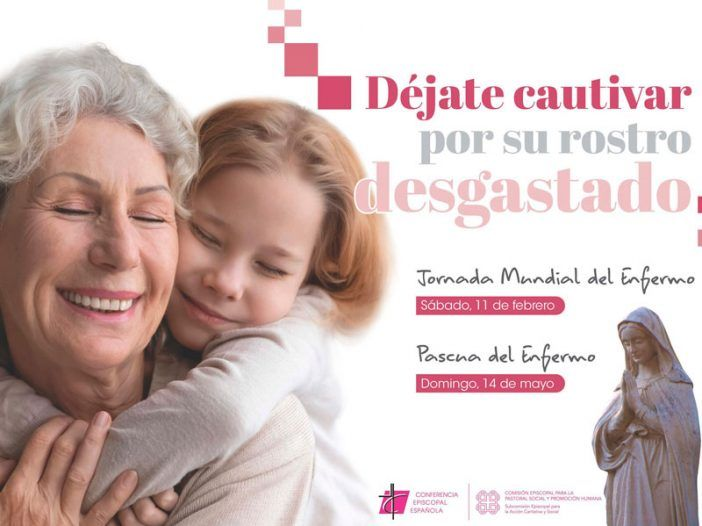 Déjate cautivar
por su rostro
desgastado
Jornada Mundial del Enfermo
Sábado, 11 de febrero
Pascua del Enfermo
Domingo, 14 de mayo
CONFERENCIA
EPISCOPAL
ESPAÑOLA
COMISIÓN EPISCOPAL PARA LA
PASTORAL SOCIAL Y PROMOCIÓN HUMANA
Subcomisión Episcopal para
la Acción Caritativa y Social